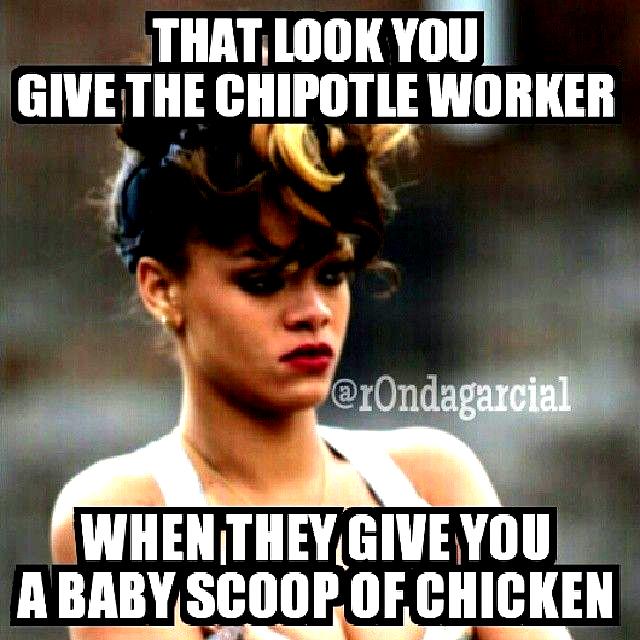 THAT LOOK YOU
GIVE THE CHIPOTLE WORKER
@r0ndagarcial
WHEN THEY GIVE YOU
A BABY SCOOP OF CHICKEN